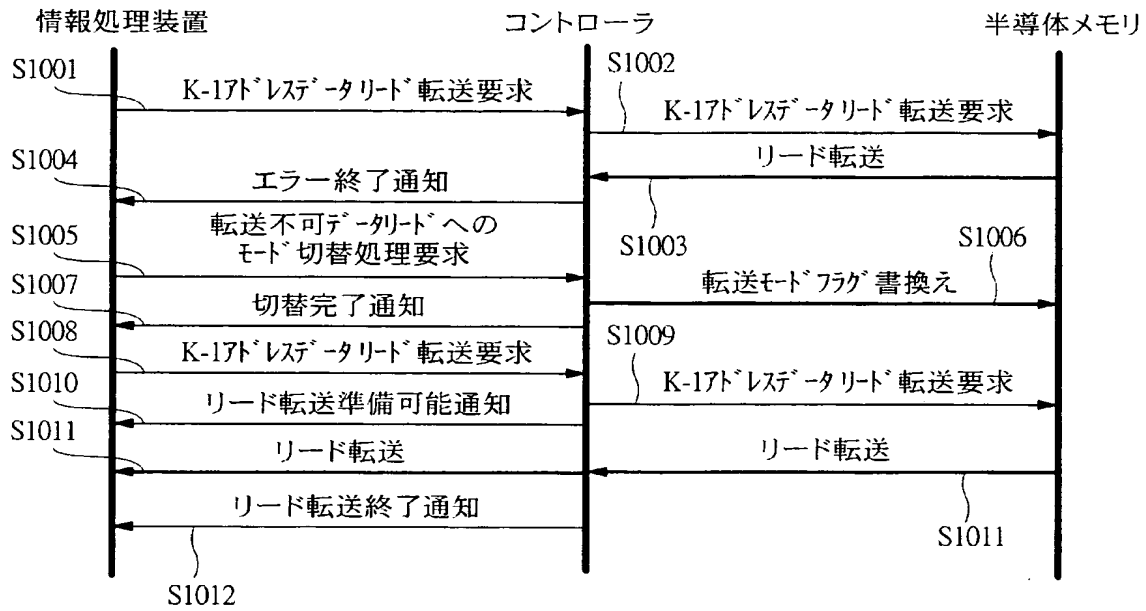 情報処理装置
コントローラ
半導体メモリ
S1001
K-1ｱﾄﾞﾚｽﾃﾞｰﾀﾘｰﾄﾞ転送要求
S1002
K-1ｱﾄﾞﾚｽﾃﾞｰﾀﾘｰﾄﾞ転送要求
S1004
エラー終了通知
リード転送
S1003
S1005
転送不可ﾃﾞｰﾀﾘｰﾄﾞへの
ﾓｰﾄﾞ切替処理要求
S1006
転送ﾓｰﾄﾞﾌﾗｸﾞ書換え
S1007
切替完了通知
S1008
K-1ｱﾄﾞﾚｽﾃﾞｰﾀﾘｰﾄﾞ転送要求
S1009
K-1ｱﾄﾞﾚｽﾃﾞｰﾀﾘｰﾄﾞ転送要求
S1010
リード転送準備可能通知
S1011
リード転送
リード転送
S1011
リード転送終了通知
S1012